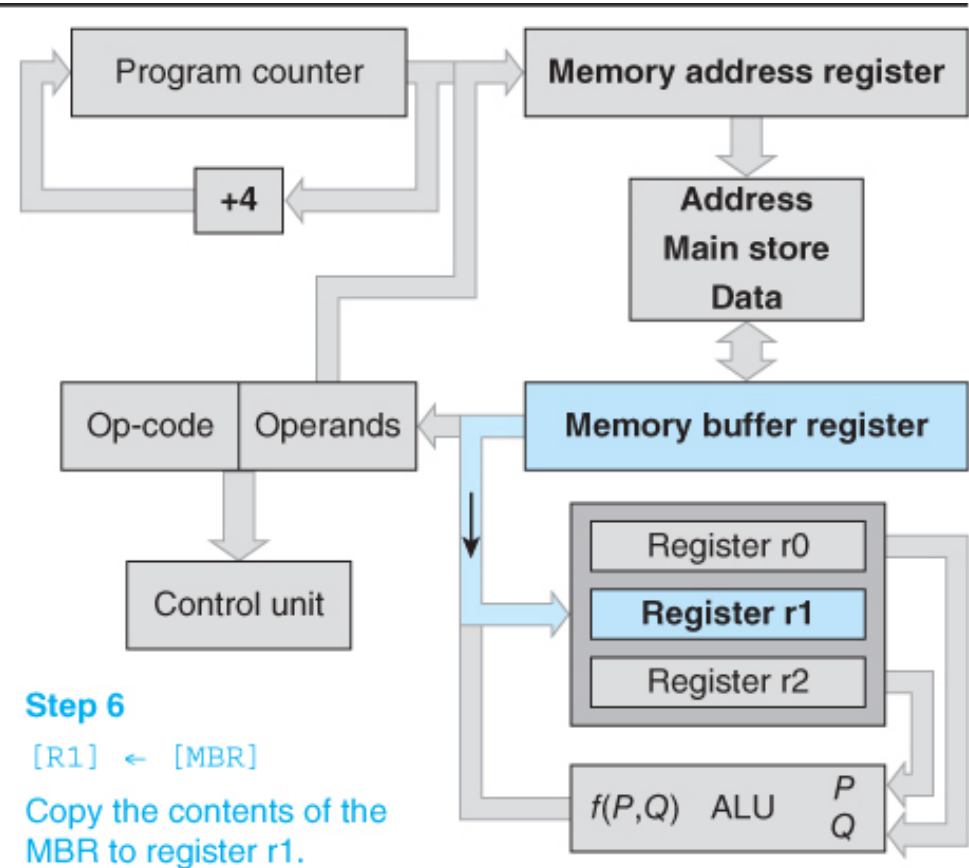 Program counter
Memory address register
+4
Address
Main store
Data
Op-code
Operands
Memory buffer register
Register r0
Control unit
Register r1
Register r2
Step 6
[R1] ← [MBR]
Copy the contents of the
MBR to register r1.
f(P,Q) ALU P
Q